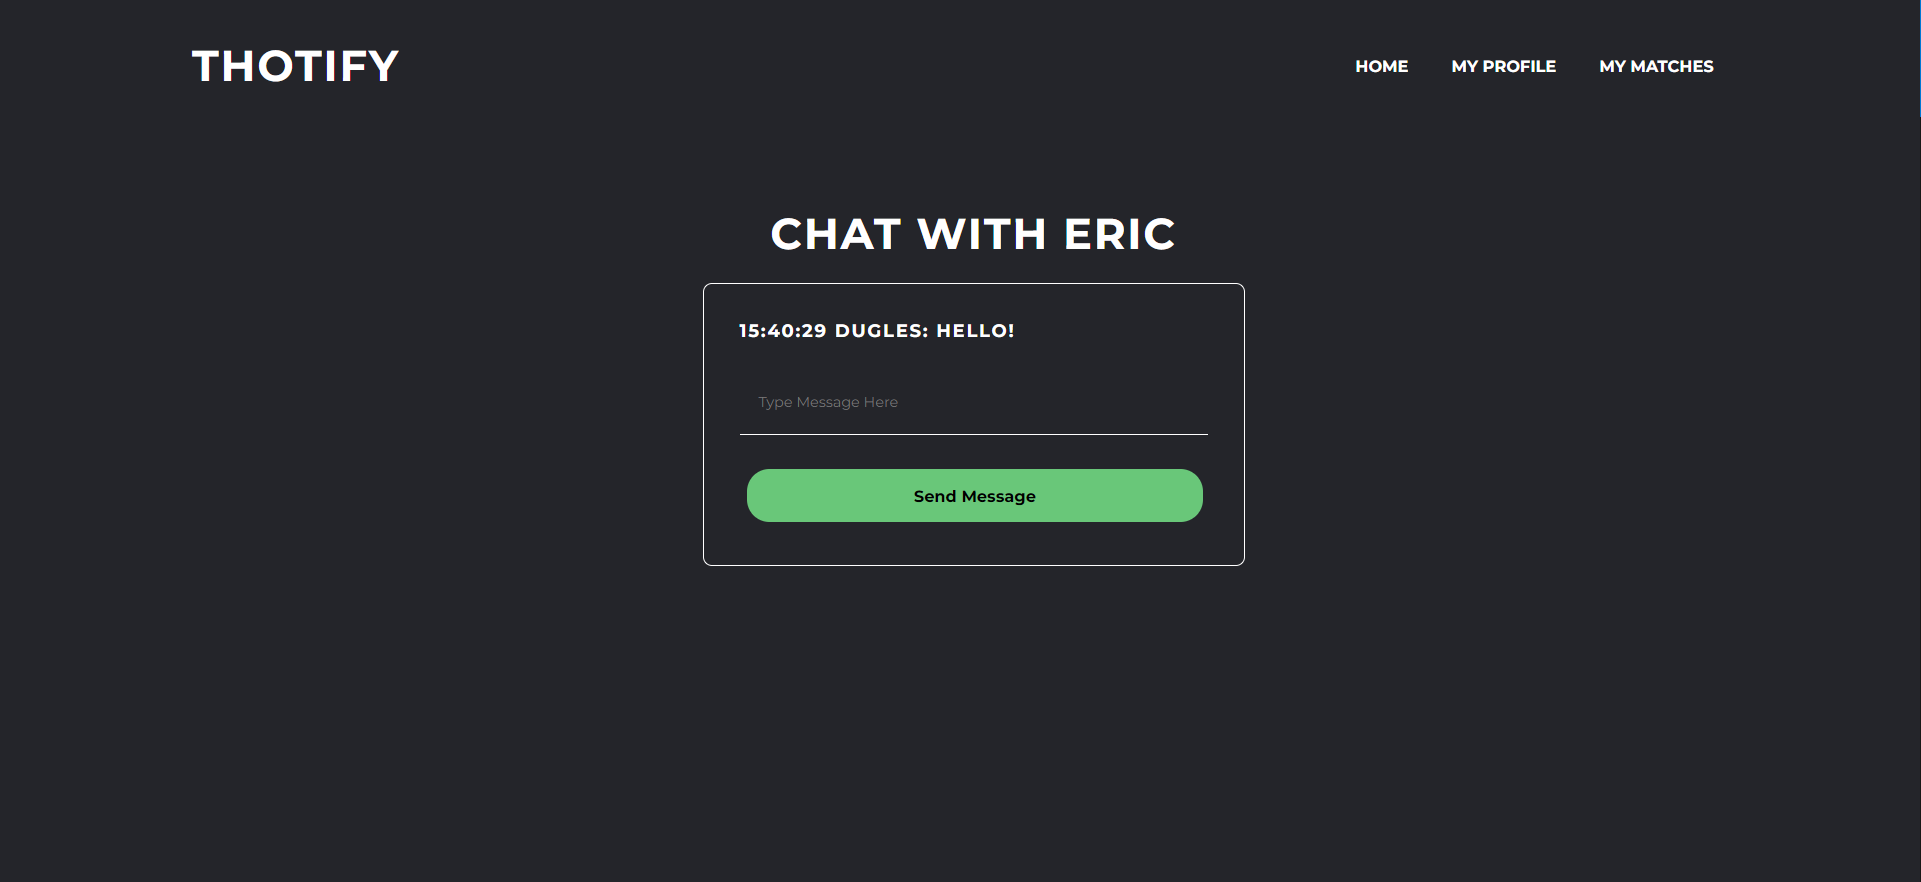 THOTIFY
HOME MY PROFILE MY MATCHES
CHAT WITH ERIC
15:40:29 DUGLES: HELLO!
Type Message Here
Send Message